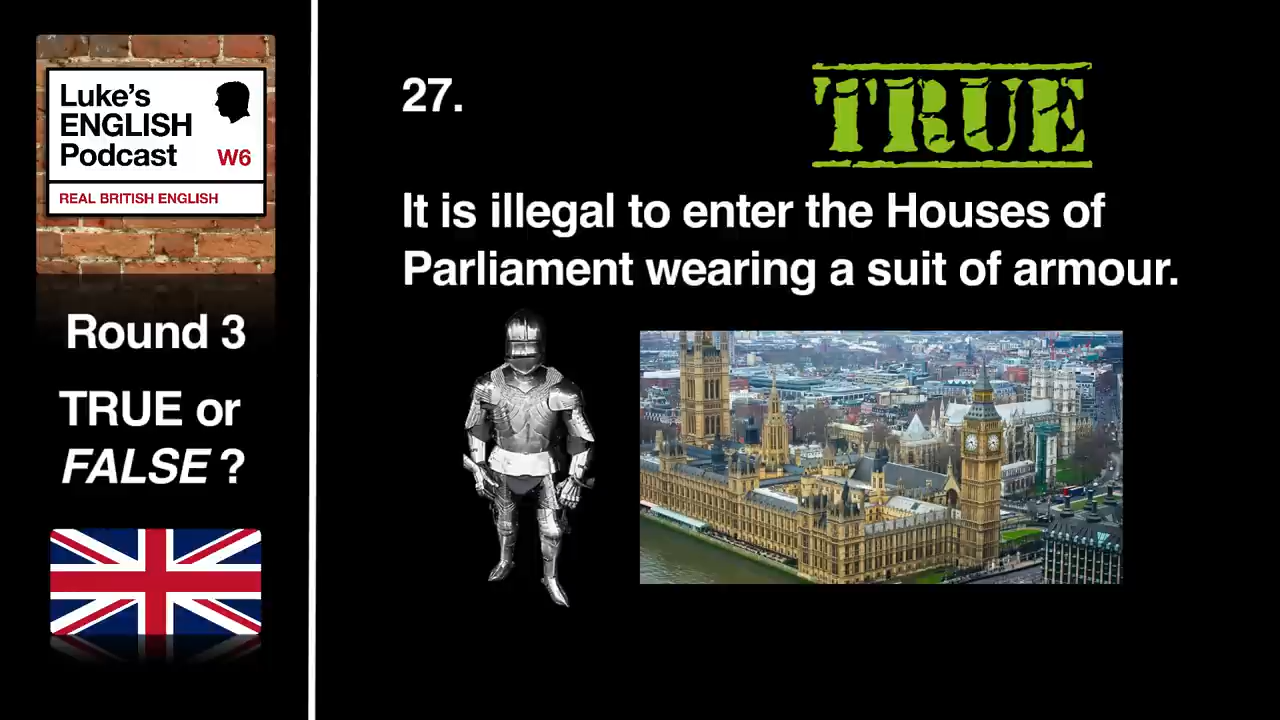 Luke's
ENGLISH
Podcast
W6
REAL BRITISH ENGLISH
Round 3
TRUE or
FALSE ?
27.
TRUE
It is illegal to enter the Houses of
Parliament wearing a suit of armour.